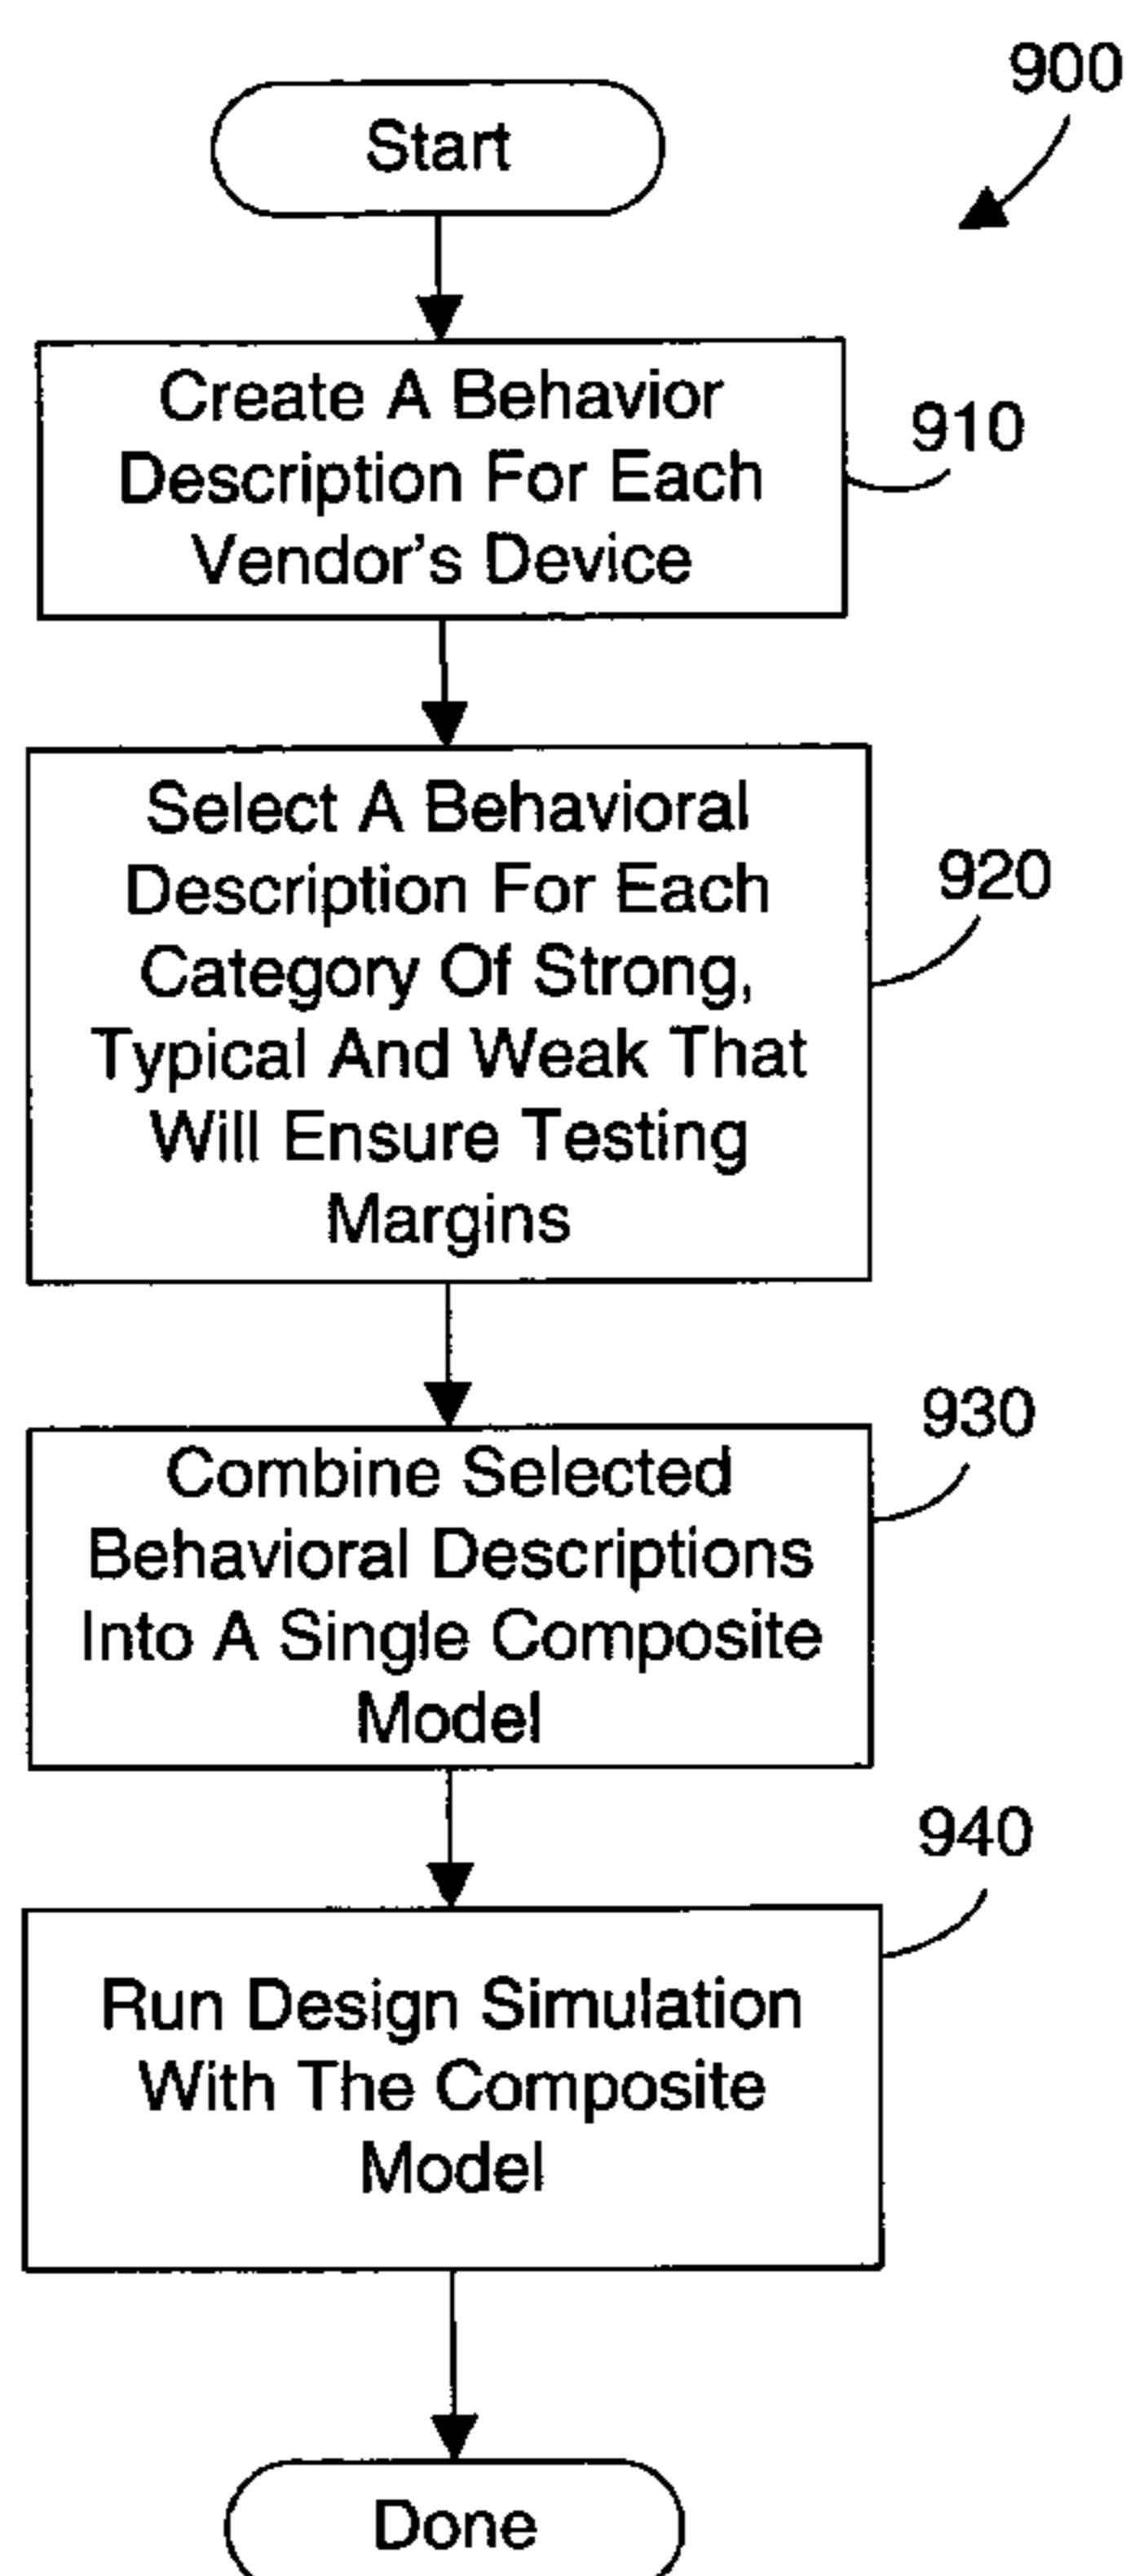 900
Start
Create A Behavior
Description For Each
Vendor's Device
910
Select A Behavioral
Description For Each
Category Of Strong,
Typical And Weak That
Will Ensure Testing
Margins
920
Combine Selected
Behavioral Descriptions
Into A Single Composite
Model
930
Run Design Simulation
With The Composite
Model
940
Done